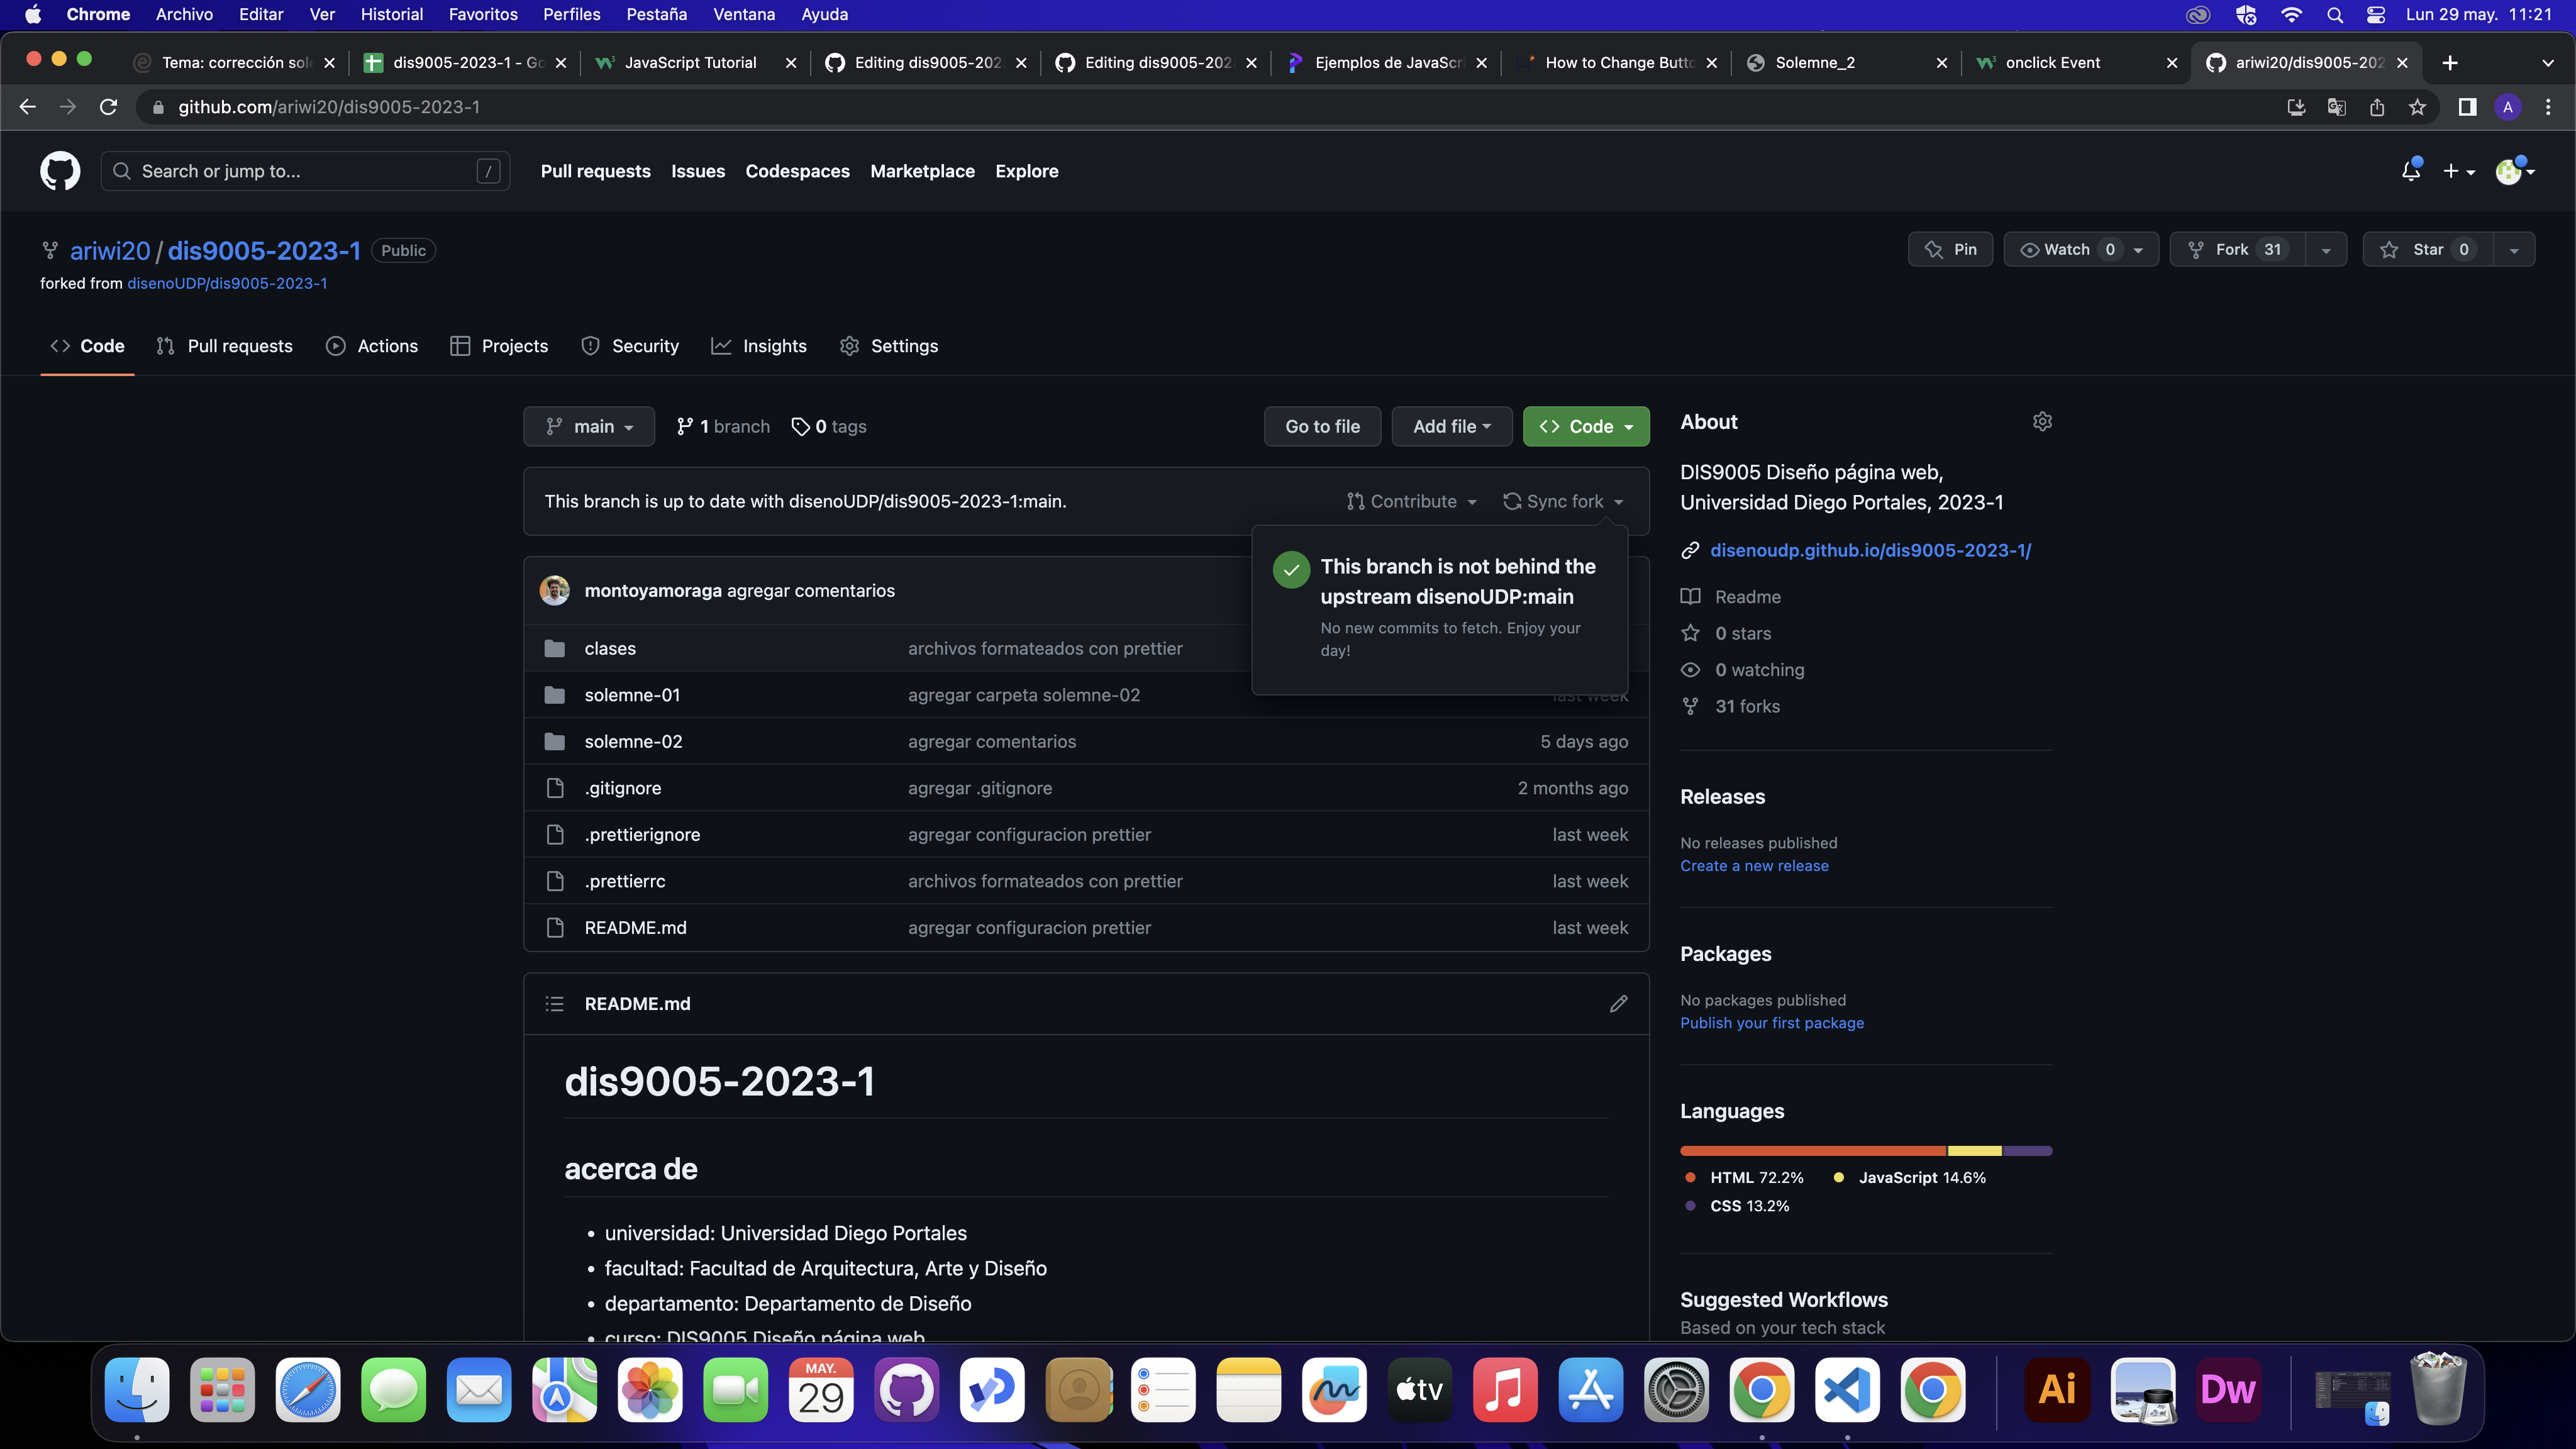 Chrome Archivo Editar Ver Historial Favoritos Perfiles Pestaña Ventana Ayuda Lun 29 may. 11:21
Tema: corrección sole dis9005-2023-1 - Go JavaScript Tutorial Editing dis9005-202 Editing dis9005-202 Ejemplos de JavaScri How to Change Butto Solemne_2 onclick Event ariwi20/dis9005-202
github.com/ariwi20/dis9005-2023-1 A
Search or jump to... / Pull requests Issues Codespaces Marketplace Explore
ariwi20 / dis9005-2023-1 Public Pin Watch 0 Fork 31 Star 0
forked from disenoUDP/dis9005-2023-1
Code Pull requests Actions Projects Security Insights Settings
main 1 branch 0 tags Go to file Add file Code
This branch is up to date with disenoUDP/dis9005-2023-1:main. Contribute Sync fork
This branch is not behind the
upstream disenoUDP:main
No new commits to fetch. Enjoy your
day!
montoyamoraga agregar comentarios
clases archivos formateados con prettier
solemne-01 agregar carpeta solemne-02 last week
solemne-02 agregar comentarios 5 days ago
.gitignore agregar .gitignore 2 months ago
.prettierignore agregar configuracion prettier last week
.prettierrc archivos formateados con prettier last week
README.md agregar configuracion prettier last week
README.md
dis9005-2023-1
acerca de
• universidad: Universidad Diego Portales
• facultad: Facultad de Arquitectura, Arte y Diseño
• departamento: Departamento de Diseño
• curso: DIS9005 Diseño página web
About
DIS9005 Diseño página web,
Universidad Diego Portales, 2023-1
disenoudp.github.io/dis9005-2023-1/
Readme
0 stars
0 watching
31 forks
Releases
No releases published
Create a new release
Packages
No packages published
Publish your first package
Languages
HTML 72.2% JavaScript 14.6%
CSS 13.2%
Suggested Workflows
Based on your tech stack
MAY.
29
tv
Ai
Dw